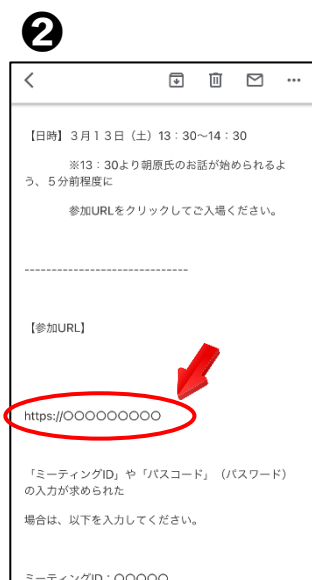 2
【日時】３月１３日（土）13：30～14：30
※13：30より朝原氏のお話が始められるよ
う、５分前程度に
参加URLをクリックしてご入場ください。
------------------------------
【参加URL】
https://〇〇〇〇〇〇〇〇〇
「ミーティングID」や「パスコード」（パスワード）
の入力が求められた
場合は、以下を入力してください。
ミーティングID：〇〇〇〇〇